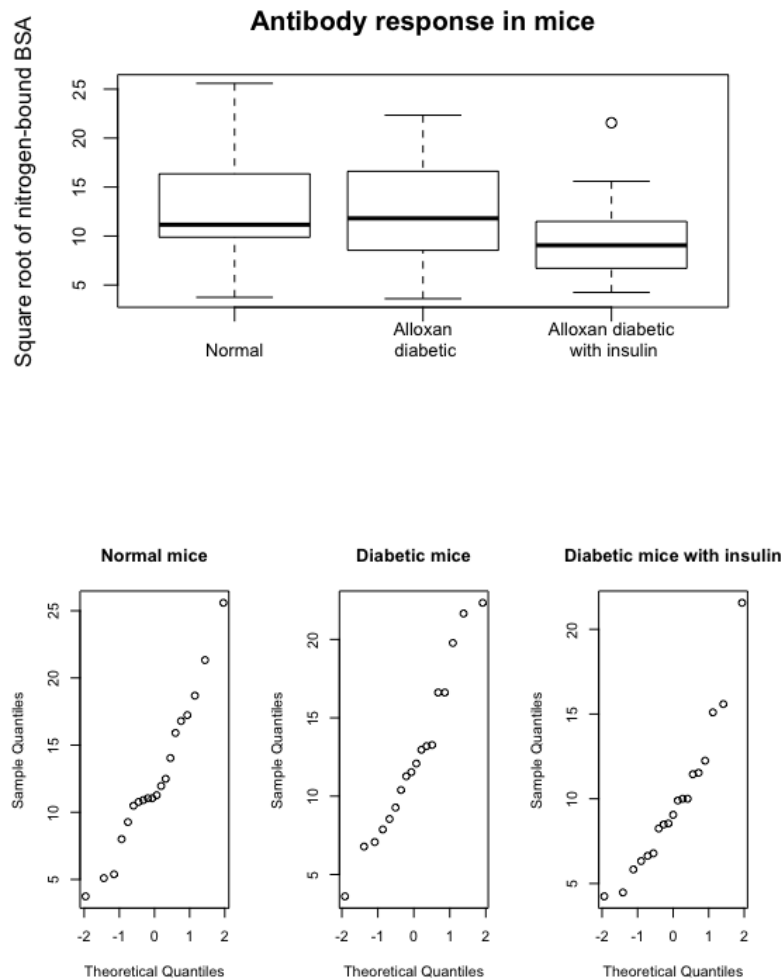 Antibody response in mice
Square root of nitrogen-bound BSA
25
20
15
10
5
Normal
Alloxan
diabetic
Alloxan diabetic
with insulin
Normal mice
Sample Quantiles
25
20
15
10
5
-2 -1 0 1 2
Theoretical Quantiles
Diabetic mice
Sample Quantiles
20
15
10
5
-2 -1 0 1 2
Theoretical Quantiles
Diabetic mice with insulin
Sample Quantiles
20
15
10
5
-2 -1 0 1 2
Theoretical Quantiles